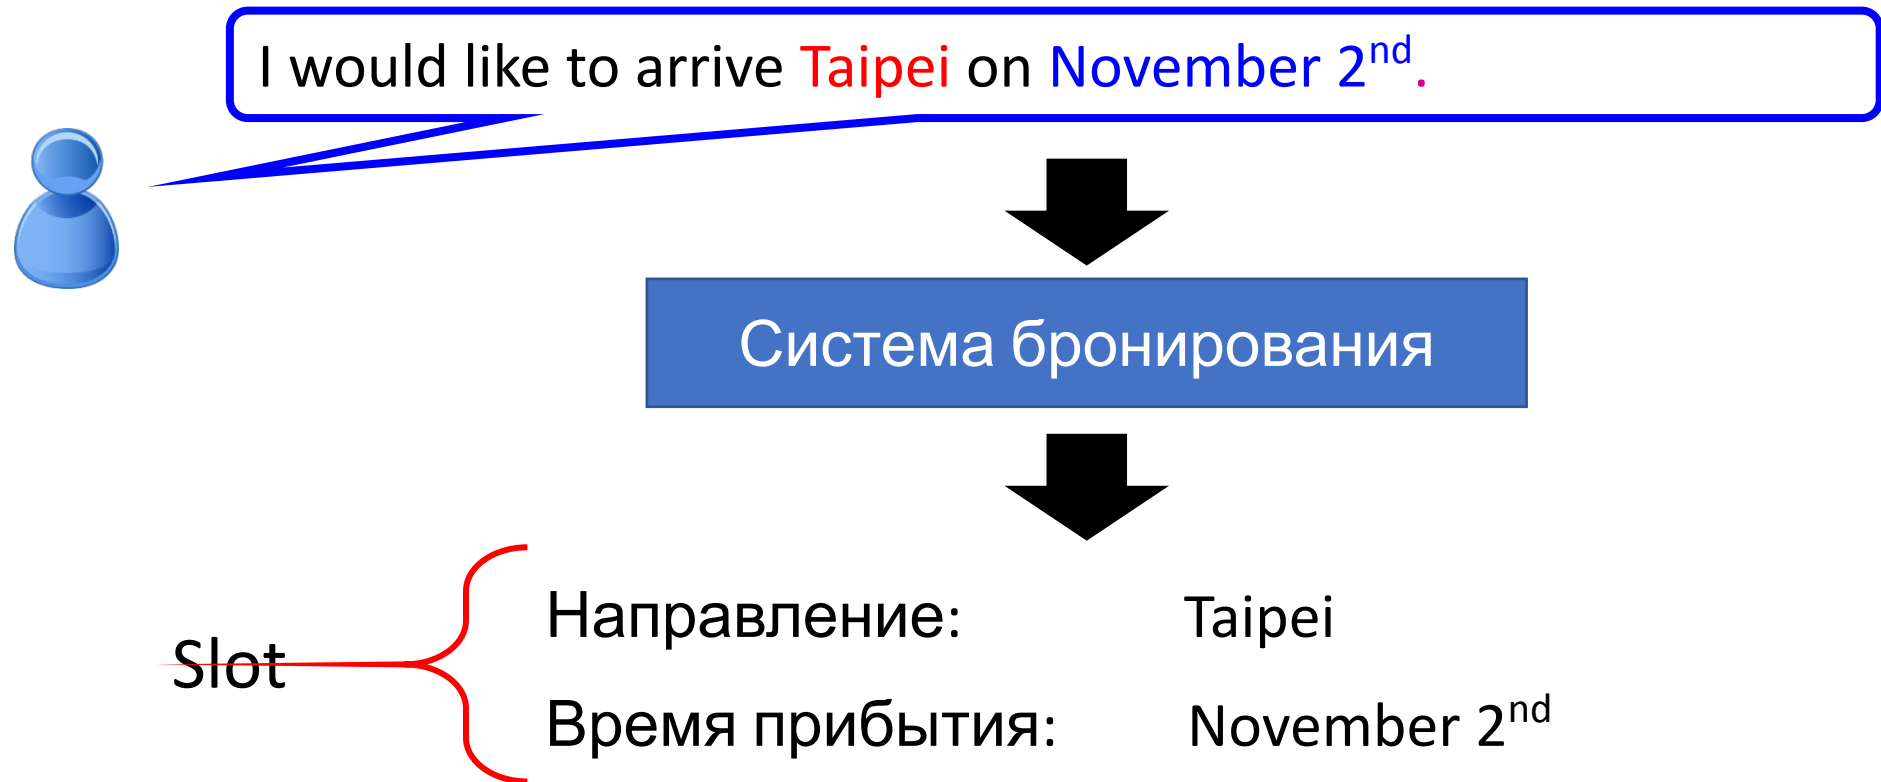 I would like to arrive Taipei on November 2nd.
Система бронирования
Направление: Taipei
Slot
Время прибытия: November 2nd